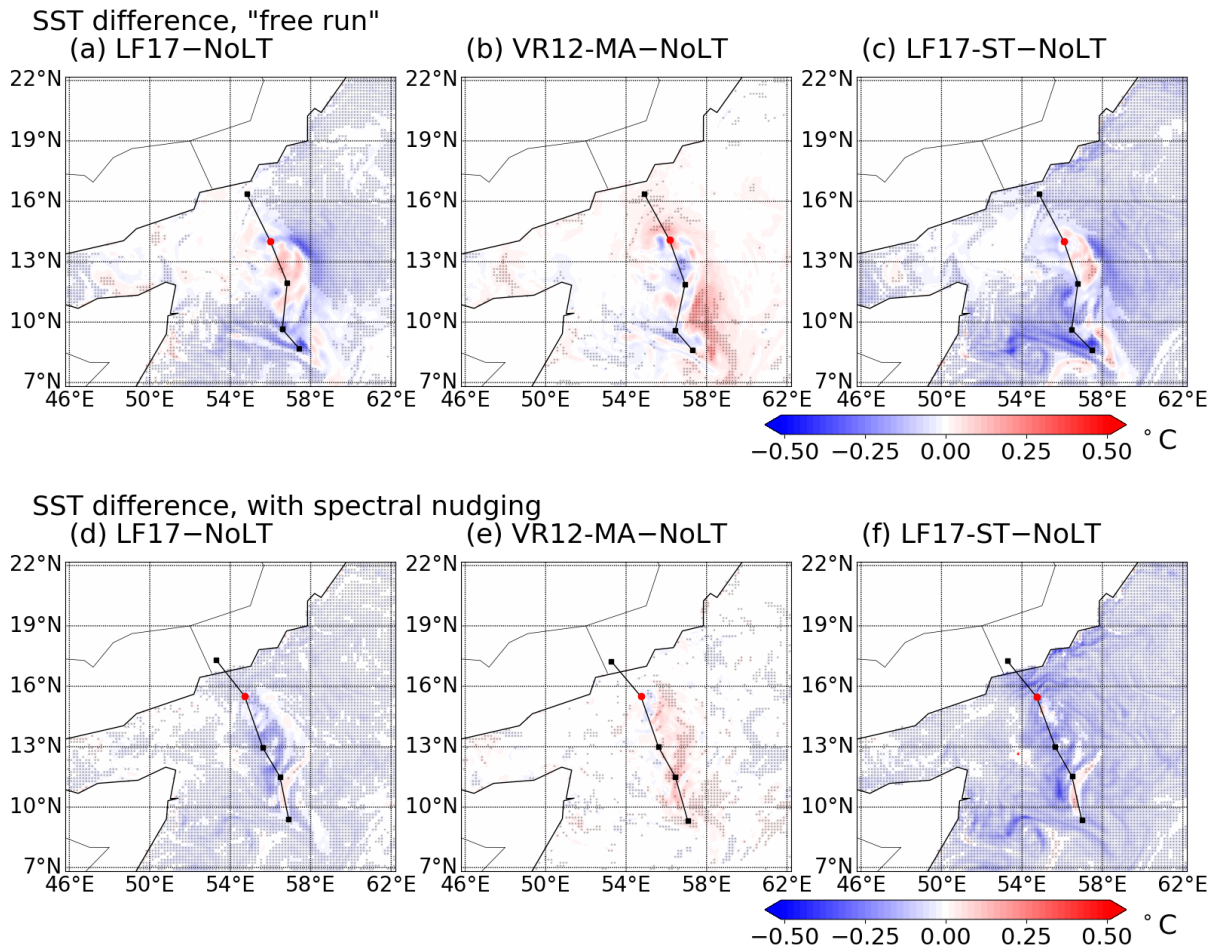 SST difference, "free run"
(a) LF17−NoLT (b) VR12-MA−NoLT (c) LF17-ST−NoLT
22°N 22°N 22°N
19°N 19°N 19°N
16°N 16°N 16°N
13°N 13°N 13°N
10°N 10°N 10°N
7°N 7°N 7°N
46°E 50°E 54°E 58°E 62°E 46°E 50°E 54°E 58°E 62°E 46°E 50°E 54°E 58°E 62°E
−0.50 −0.25 0.00 0.25 0.50 °C
SST difference, with spectral nudging
(d) LF17−NoLT (e) VR12-MA−NoLT (f) LF17-ST−NoLT
22°N 22°N 22°N
19°N 19°N 19°N
16°N 16°N 16°N
13°N 13°N 13°N
10°N 10°N 10°N
7°N 7°N 7°N
46°E 50°E 54°E 58°E 62°E 46°E 50°E 54°E 58°E 62°E 46°E 50°E 54°E 58°E 62°E
−0.50 −0.25 0.00 0.25 0.50 °C